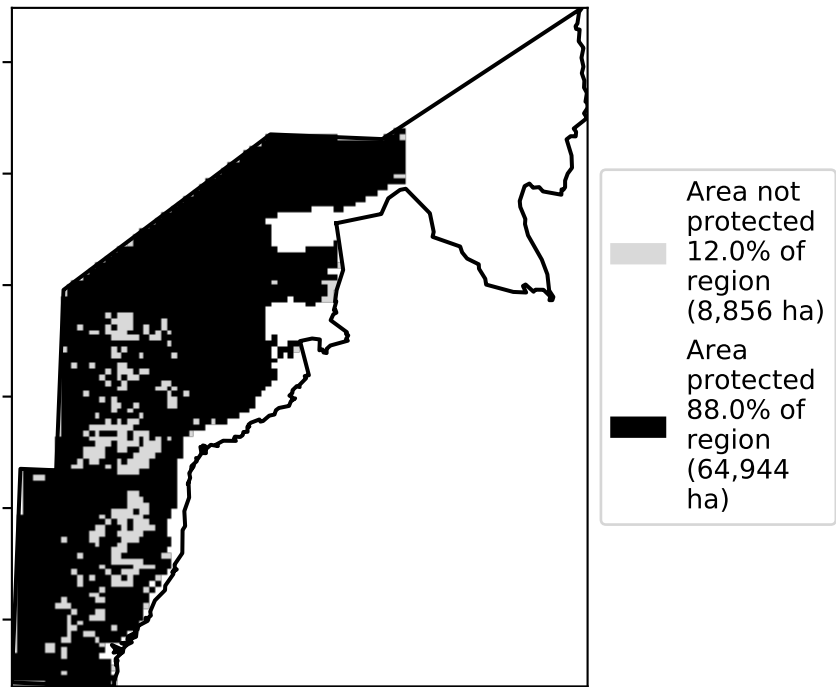 Area not
protected
12.0% of
region
(8,856 ha)
Area
protected
88.0% of
region
(64,944
ha)